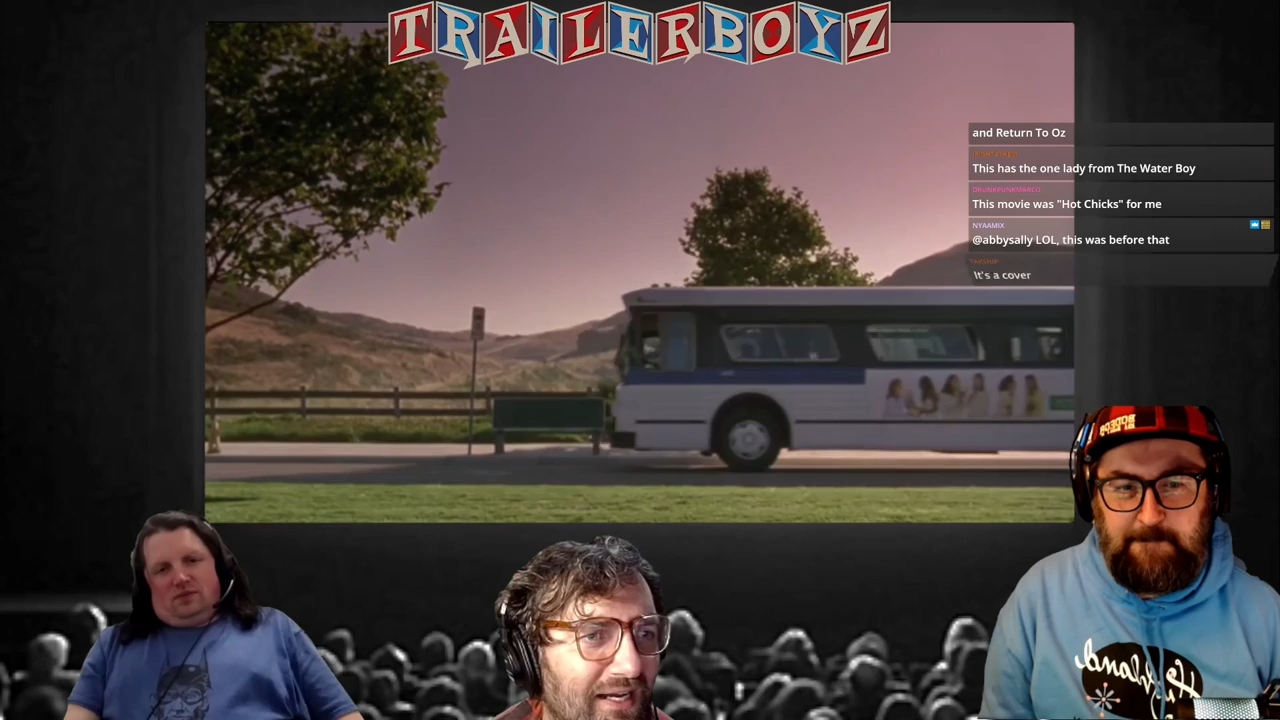 TRAILERBOYZ
and Return To Oz
This has the one lady from The Water Boy
DRUNKPUNKMARCO
This movie was "Hot Chicks" for me
NYAAMIX
@abbysally LOL, this was before that
It's a cover